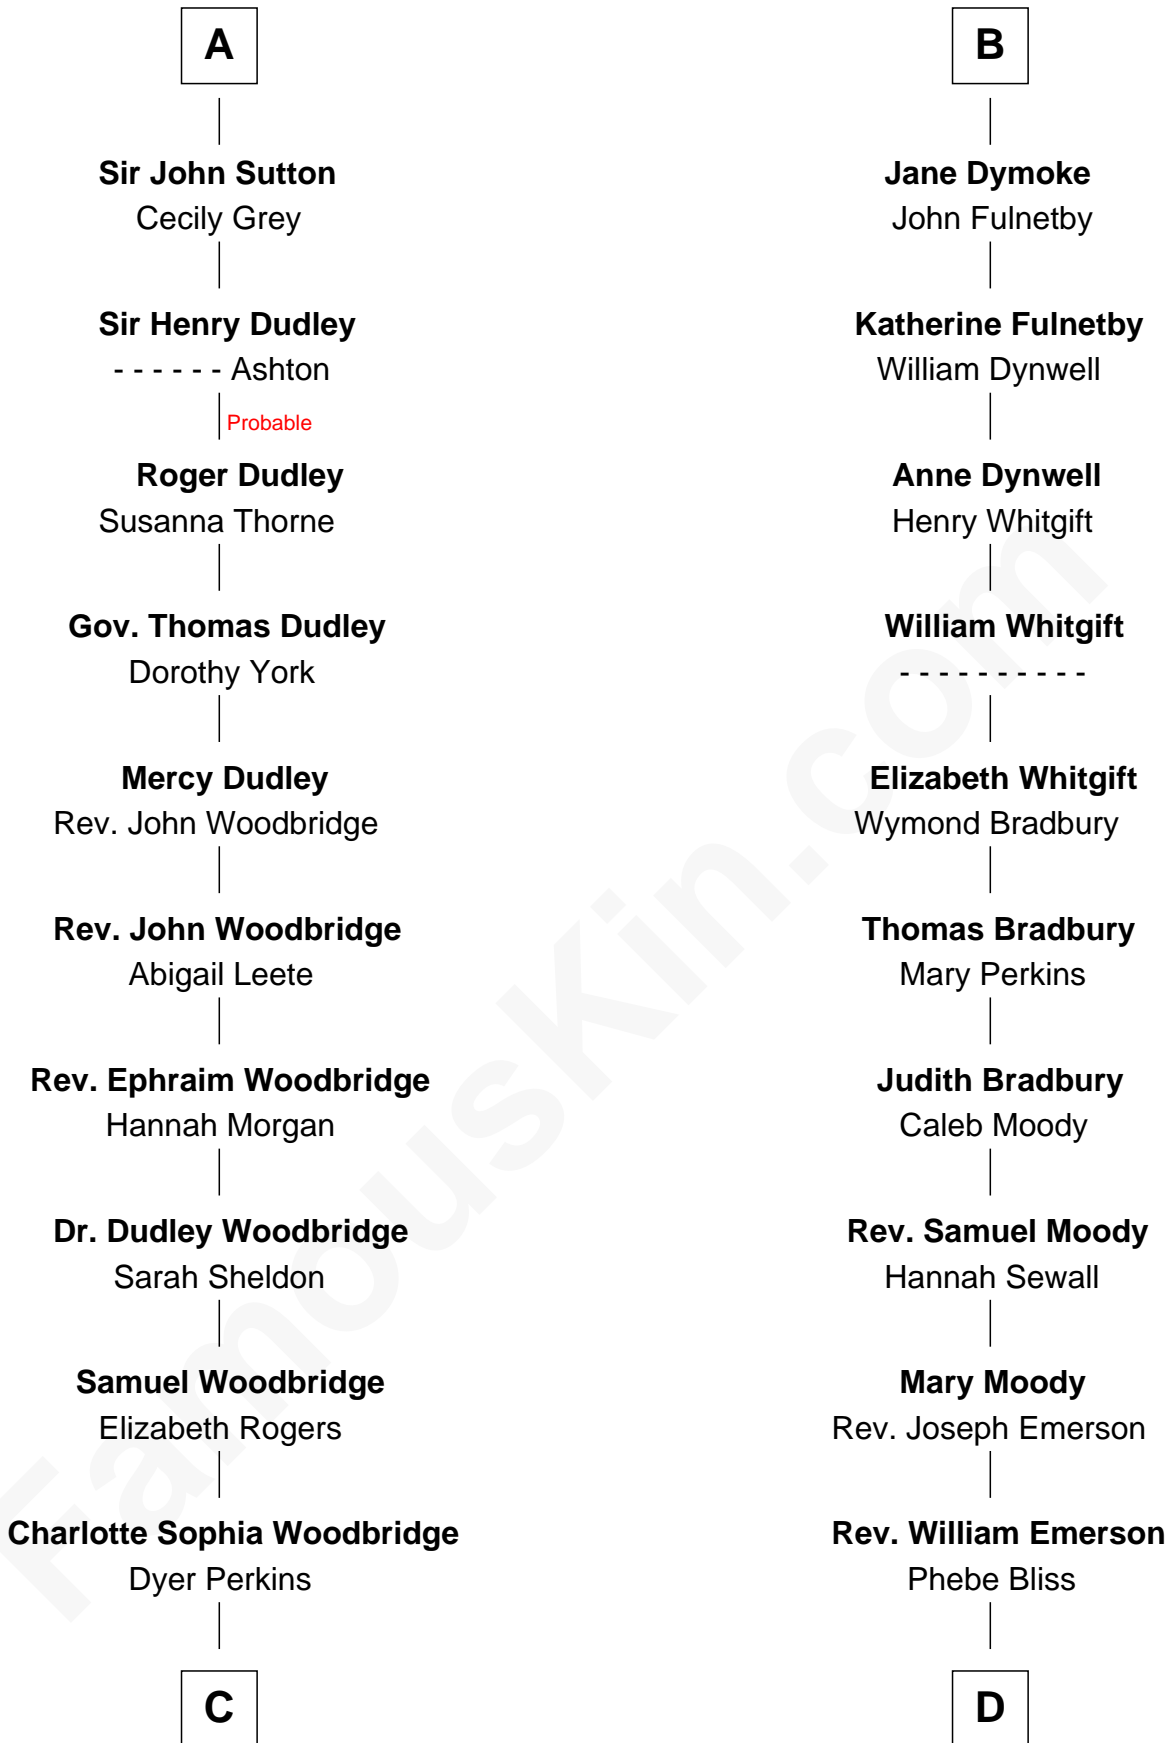 A
Sir John Sutton
Cecily Grey
Sir Henry Dudley
- - - - - - Ashton
Probable
Roger Dudley
Susanna Thorne
Gov. Thomas Dudley
Dorothy York
Mercy Dudley
Rev. John Woodbridge
Rev. John Woodbridge
Abigail Leete
Rev. Ephraim Woodbridge
Hannah Morgan
Dr. Dudley Woodbridge
Sarah Sheldon
Samuel Woodbridge
Elizabeth Rogers
Charlotte Sophia Woodbridge
Dyer Perkins
C
B
Jane Dymoke
John Fulnetby
Katherine Fulnetby
William Dynwell
Anne Dynwell
Henry Whitgift
William Whitgift
- - - - - - - - - -
Elizabeth Whitgift
Wymond Bradbury
Thomas Bradbury
Mary Perkins
Judith Bradbury
Caleb Moody
Rev. Samuel Moody
Hannah Sewall
Mary Moody
Rev. Joseph Emerson
Rev. William Emerson
Phebe Bliss
D
FamousKin.com